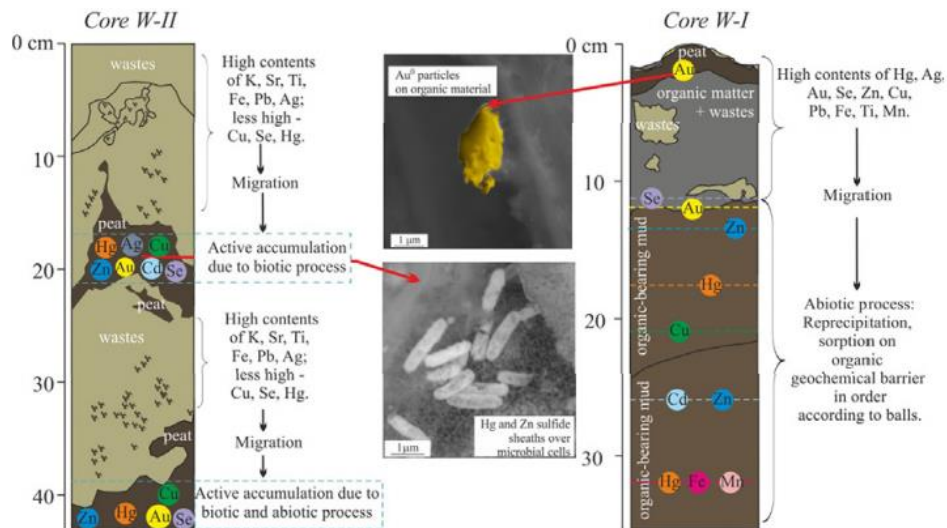 Core W-II
0 cm
wastes
10
peat
Hg
Ag
Cu
Zn
Au
Cd
Se
20
peat
wastes
30
peat
40
Cu
Zn
Hg
Au
Se
High contents
of K, Sr, Ti,
Fe, Pb, Ag;
less high -
Cu, Se, Hg.
Migration
Active accumulation
due to biotic process
High contents
of K, Sr, Ti,
Fe, Pb, Ag;
less high -
Cu, Se, Hg.
Migration
Active accumulation due to
biotic and abiotic process
Au⁰ particles
on organic material
1 µm
Hg and Zn sulfide
sheaths over
microbial cells
1µm
Core W-I
0 cm
peat
Au
organic matter
+ wastes
wastes
10
Se
Au
Zn
organic-bearing mud
Hg
20
Cu
organic-bearing mud
Cd
Zn
30
Hg
Fe
Mn
High contents of Hg, Ag,
Au, Se, Zn, Cu,
Pb, Fe, Ti, Mn.
Migration
Abiotic process:
Reprecipitation,
sorption on
organic
geochemical barrier
in order
according to balls.